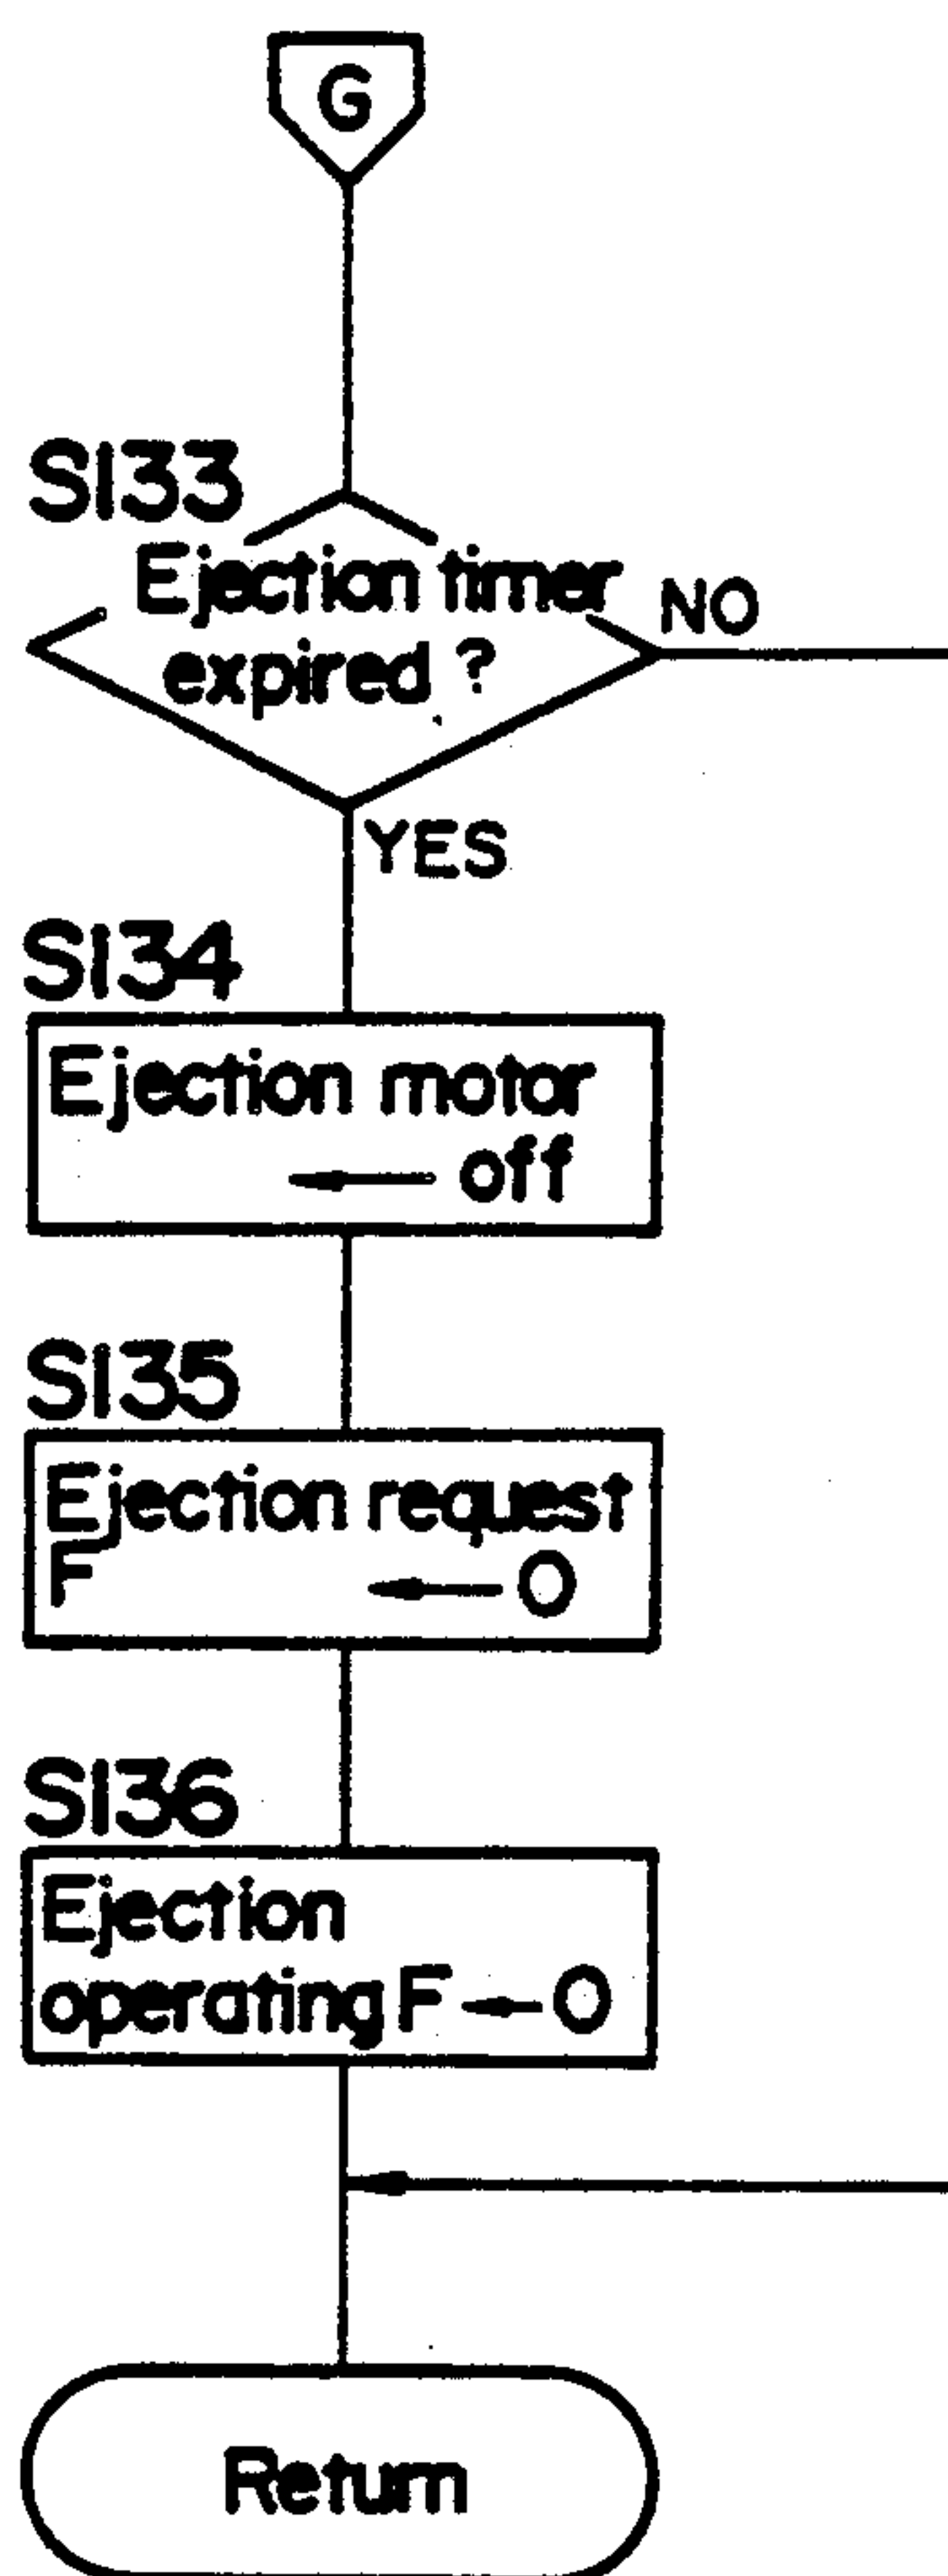 G
S133
Ejection timer
NO
expired ?
YES
S134
Ejection motor
← off
S135
Ejection request
F ← 0
S136
Ejection
operating F ← 0
Return